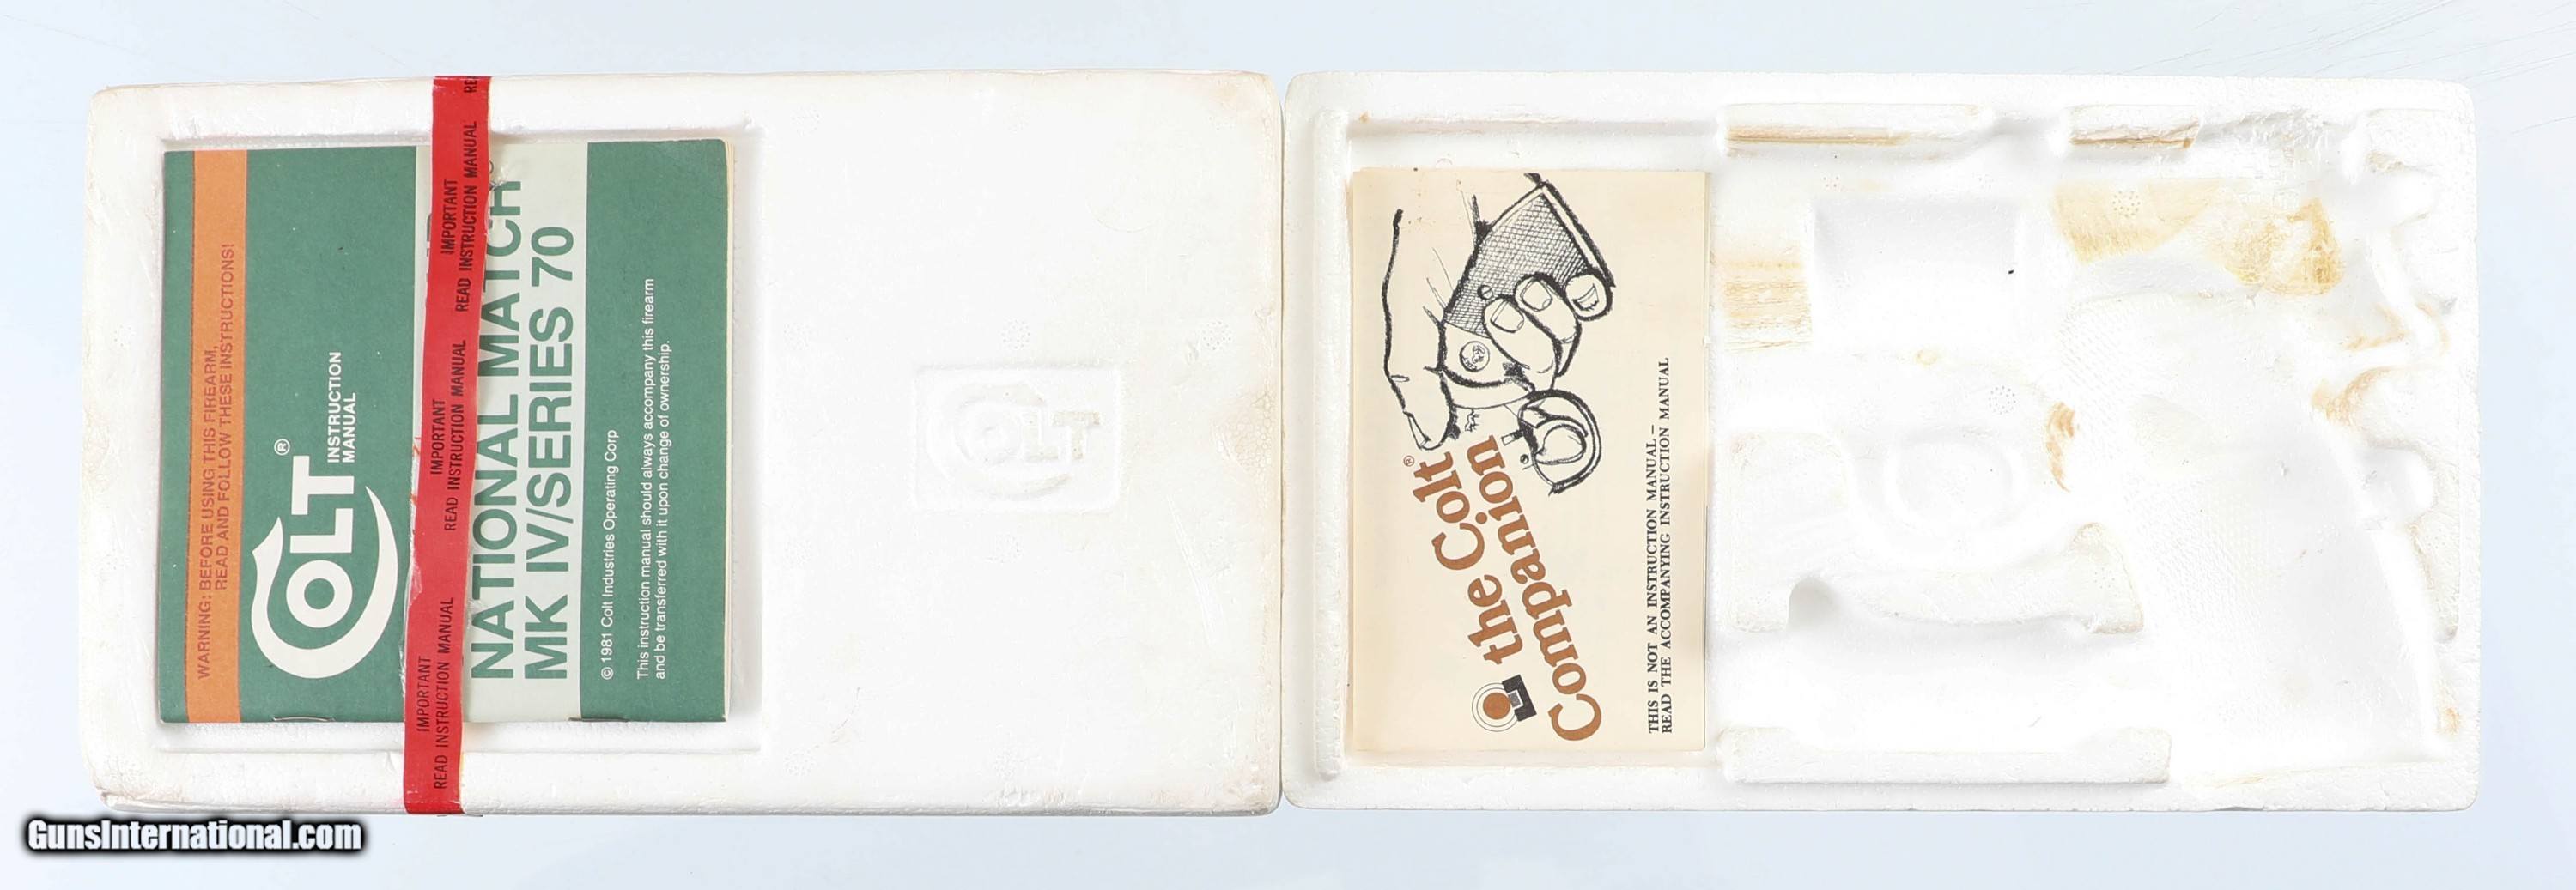 WARNING: BEFORE USING THIS FIREARM,
READ AND FOLLOW THESE INSTRUCTIONS!
COLT®
INSTRUCTION
MANUAL
NATIONAL MATCH®
MK IV/SERIES 70
© 1981 Colt Industries Operating Corp
This instruction manual should always accompany this firearm
and be transferred with it upon change of ownership.
IMPORTANT
READ INSTRUCTION MANUAL
IMPORTANT
READ INSTRUCTION MANUAL
IMPORTANT
READ INSTRUCTION MANUAL
RE
COLT
the Colt®
Companion
THIS IS NOT AN INSTRUCTION MANUAL –
READ THE ACCOMPANYING INSTRUCTION MANUAL
GunsInternational.com